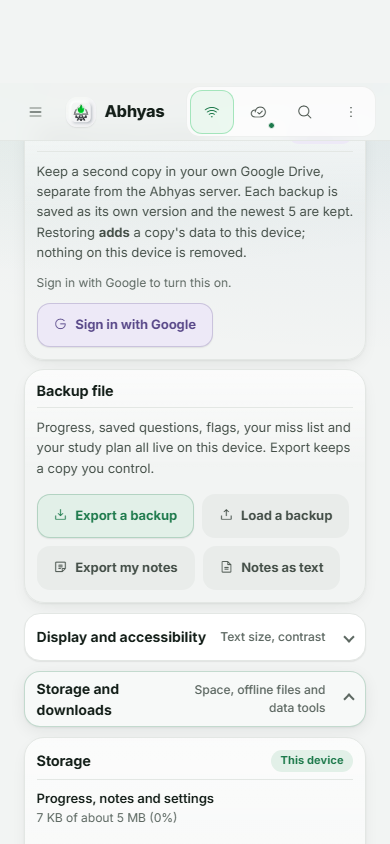 Abhyas
Keep a second copy in your own Google Drive,
separate from the Abhyas server. Each backup is
saved as its own version and the newest 5 are kept.
Restoring adds a copy's data to this device;
nothing on this device is removed.
Sign in with Google to turn this on.
Sign in with Google
Backup file
Progress, saved questions, flags, your miss list and
your study plan all live on this device. Export keeps
a copy you control.
Export a backup
Load a backup
Export my notes
Notes as text
Display and accessibility
Text size, contrast
Storage and
downloads
Space, offline files and
data tools
Storage
This device
Progress, notes and settings
7 KB of about 5 MB (0%)